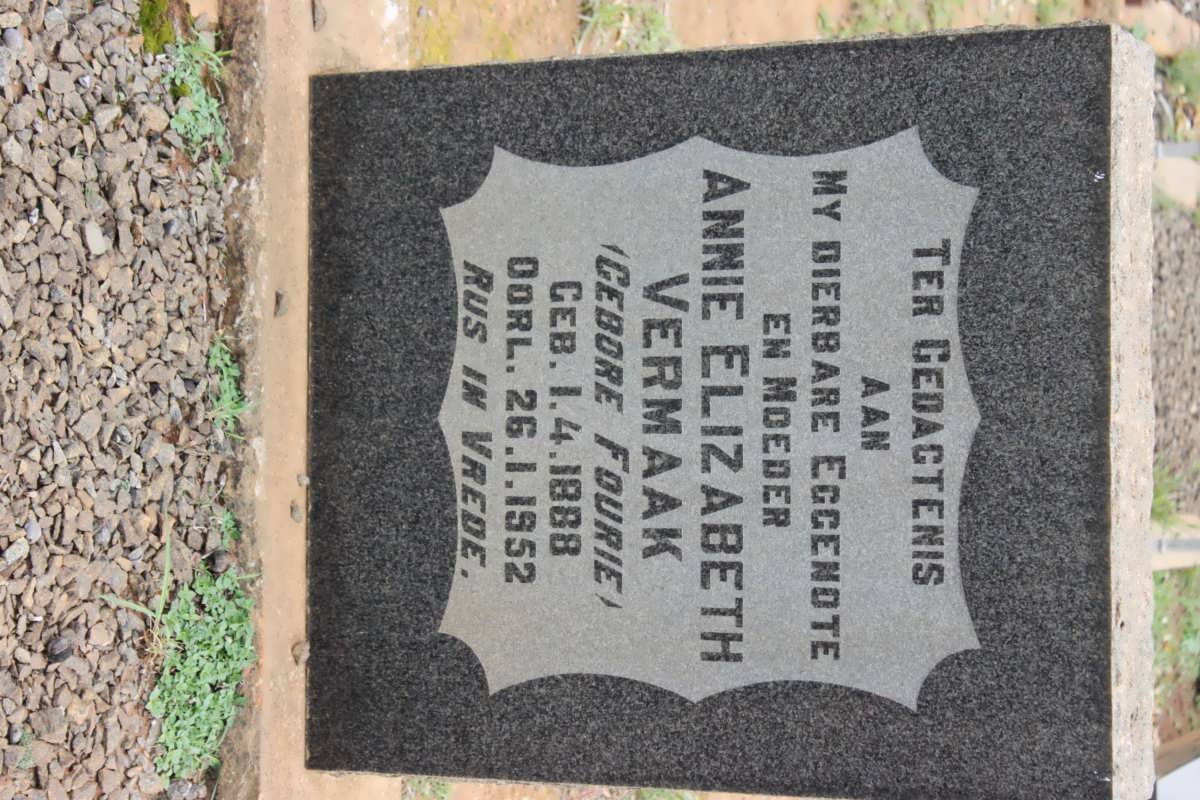 TER GEDACTENIS
AAN
MY DIERBARE EGGENOTE
EN MOEDER
ANNIE ELIZABETH
VERMAAK
(GEBORE FOURIE)
GEB. 1.4.1888
OORL. 26.1.1952
RUS IN VREDE.